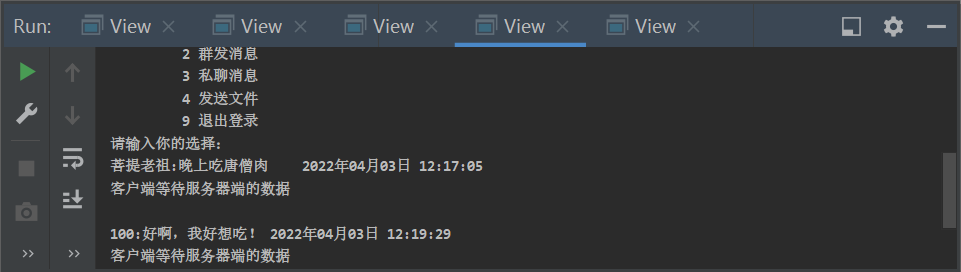 Run: View View View View View
2 群发消息
3 私聊消息
4 发送文件
9 退出登录
请输入你的选择:
菩提老祖:晚上吃唐僧肉 2022年04月03日 12:17:05
客户端等待服务器端的数据
100:好啊，我好想吃！ 2022年04月03日 12:19:29
客户端等待服务器端的数据